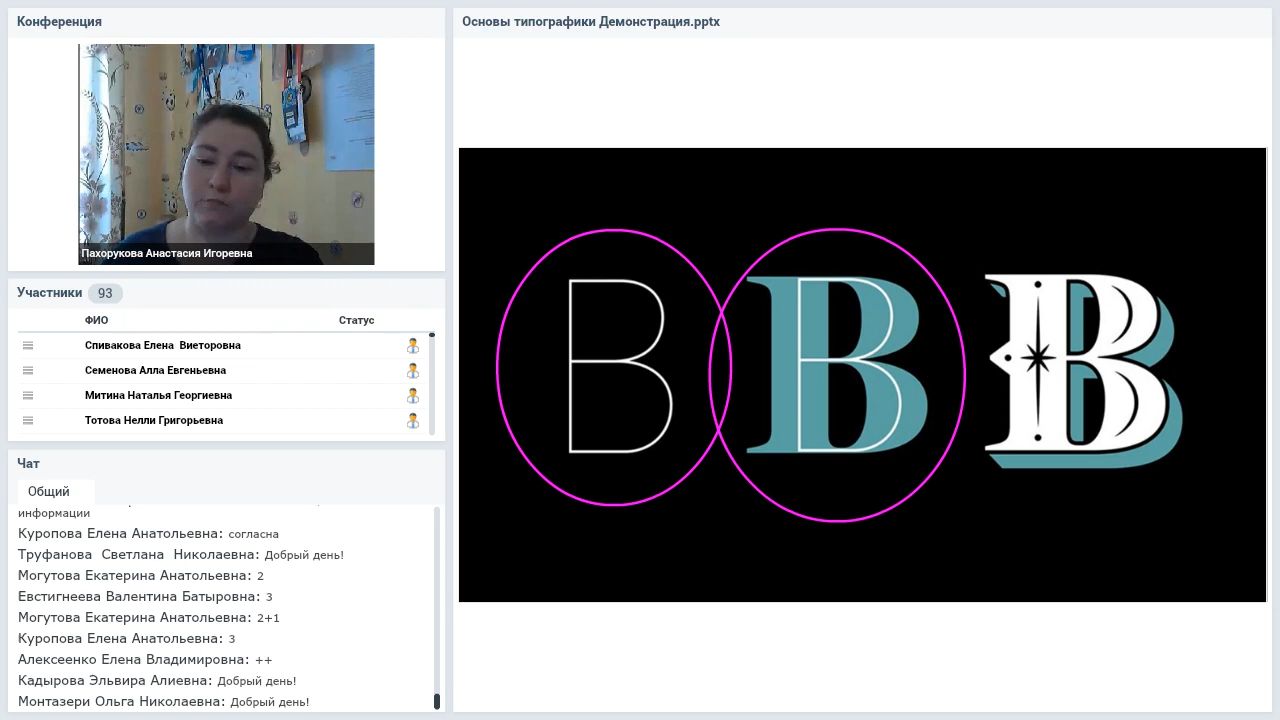 Конференция
Пахорукова Анастасия Игоревна
Участники 93
ФИО Статус
Спивакова Елена Виеторовна
Семенова Алла Евгеньевна
Митина Наталья Георгиевна
Тотова Нелли Григорьевна
Чат
Общий
информации
Куропова Елена Анатольевна: согласна
Труфанова Светлана Николаевна: Добрый день!
Могутова Екатерина Анатольевна: 2
Евстигнеева Валентина Батыровна: 3
Могутова Екатерина Анатольевна: 2+1
Куропова Елена Анатольевна: 3
Алексеенко Елена Владимировна: ++
Кадырова Эльвира Алиевна: Добрый день!
Монтазери Ольга Николаевна: Добрый день!
Основы типографики Демонстрация.pptx
B B B